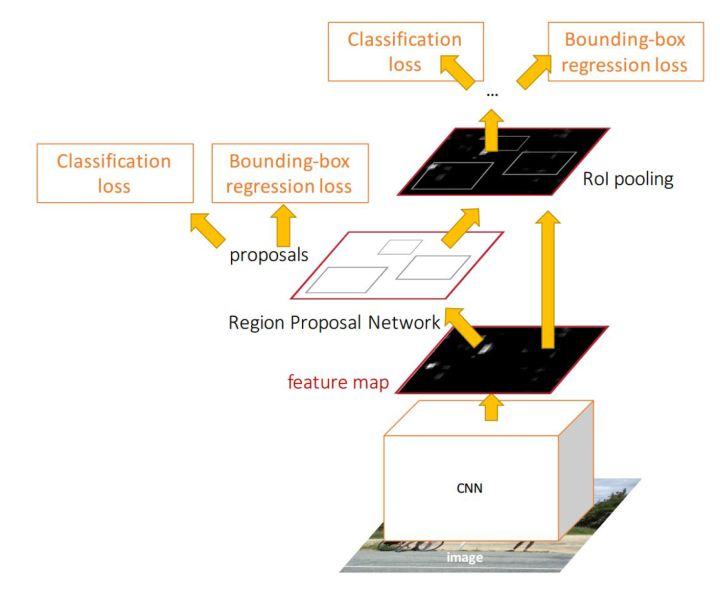 Classification
loss
Bounding-box
regression loss
...
RoI pooling
Classification
loss
Bounding-box
regression loss
proposals
Region Proposal Network
feature map
CNN
image